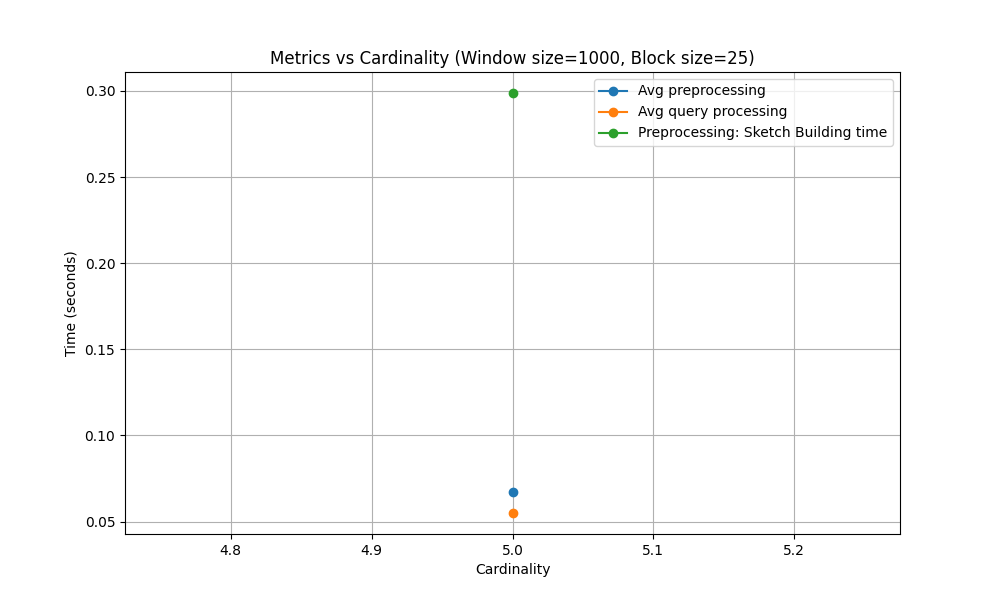 Metrics vs Cardinality (Window size=1000, Block size=25)
Avg preprocessing
Avg query processing
Preprocessing: Sketch Building time
0.30
0.25
0.20
0.15
0.10
0.05
Time (seconds)
4.8
4.9
5.0
5.1
5.2
Cardinality